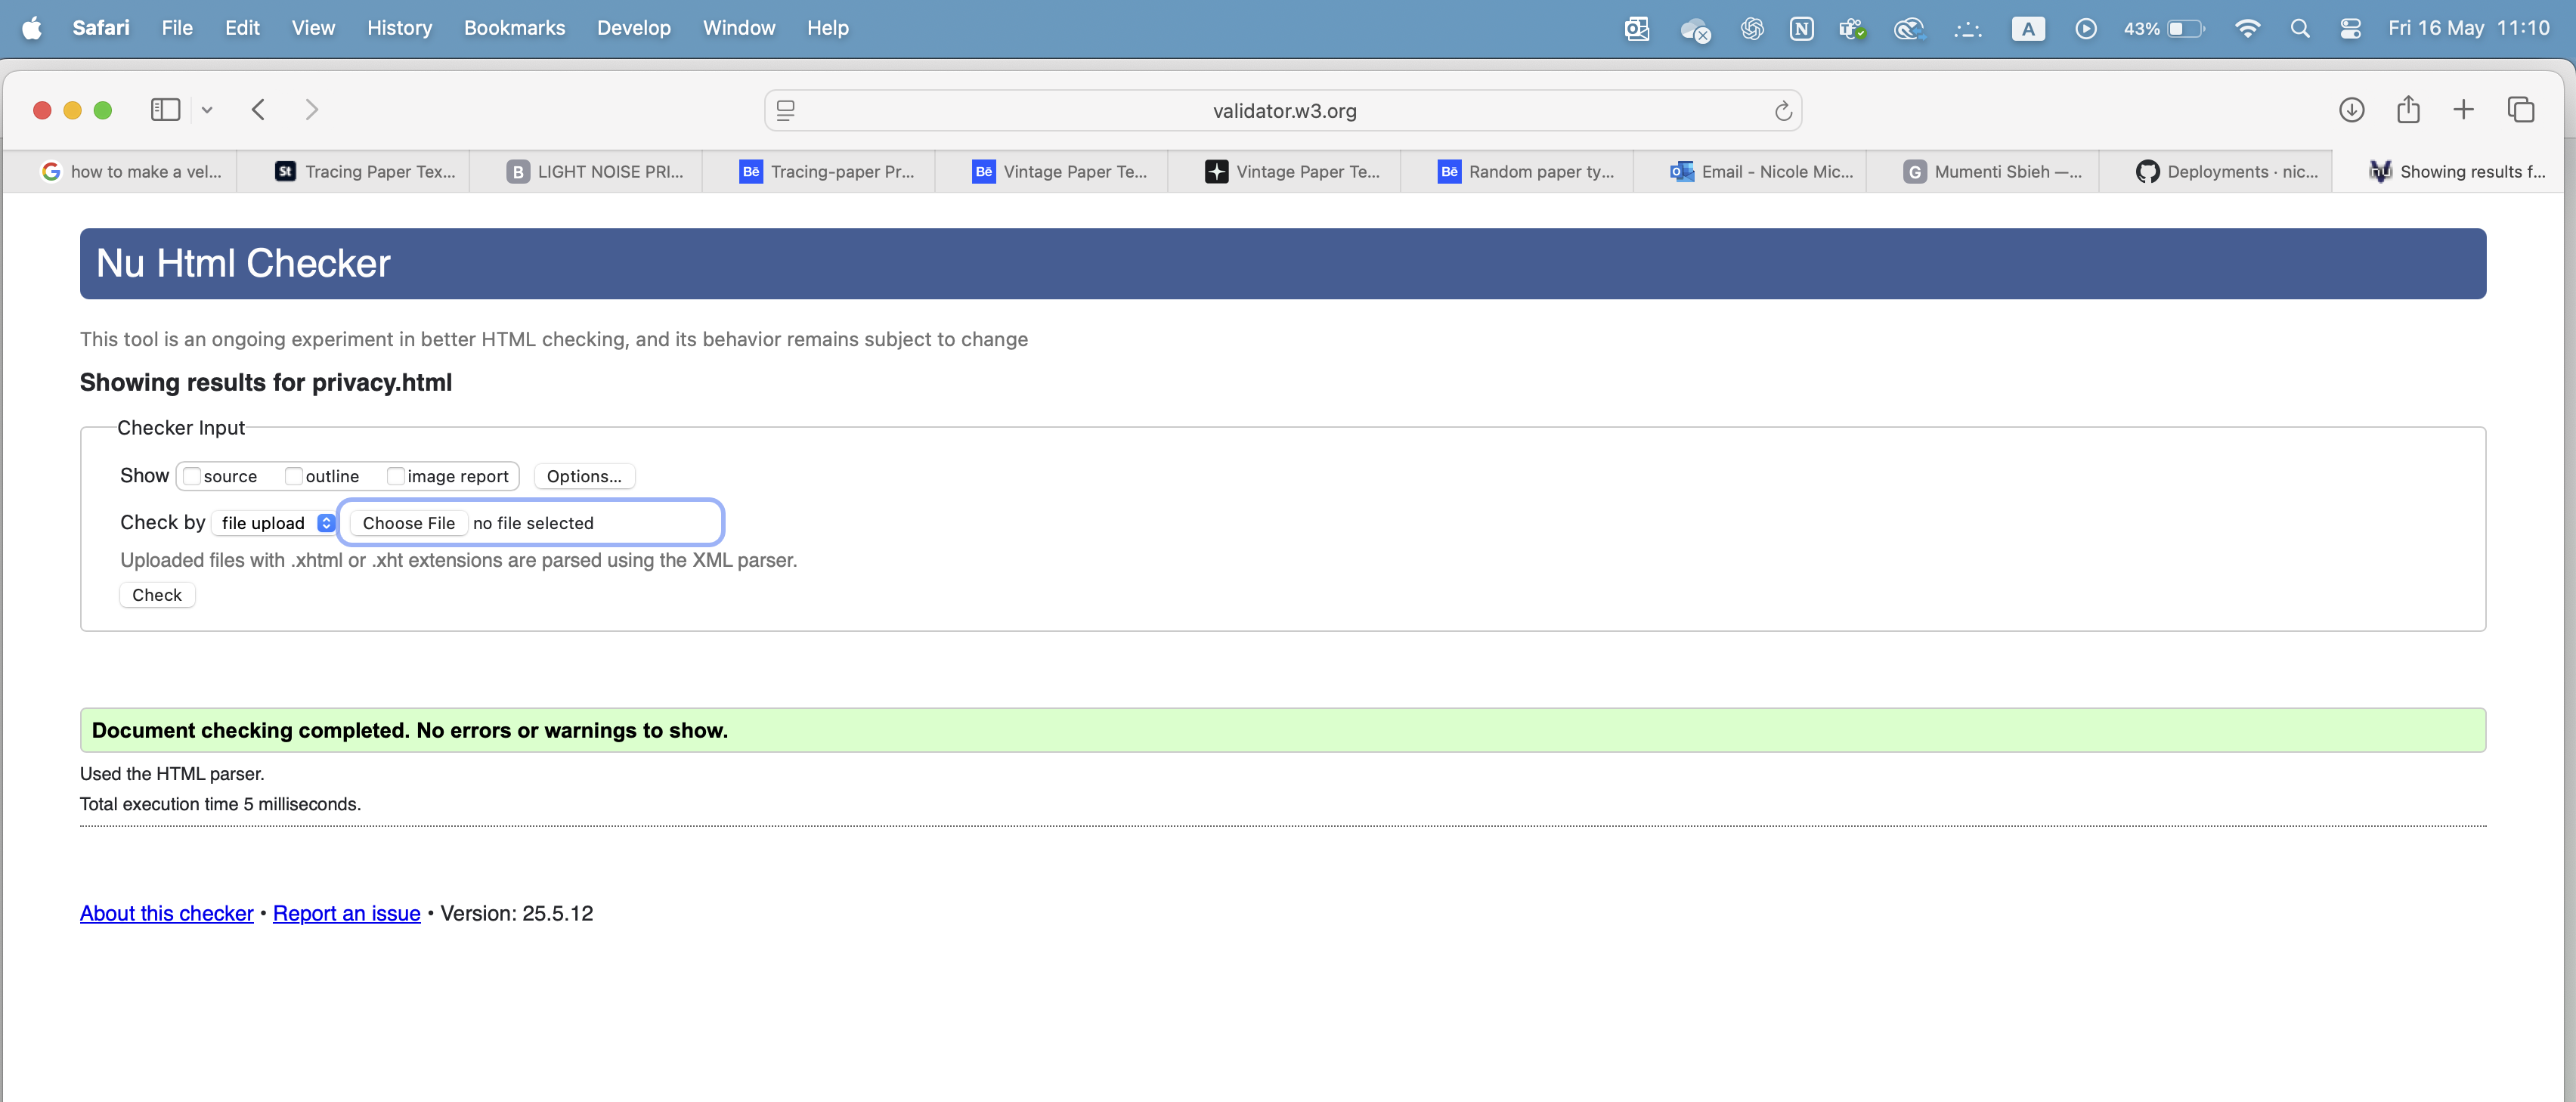 Safari File Edit View History Bookmarks Develop Window Help A 43% Fri 16 May 11:10
validator.w3.org
how to make a vel... St Tracing Paper Tex... B LIGHT NOISE PRI... Bē Tracing-paper Pr... Bē Vintage Paper Te... Vintage Paper Te... Bē Random paper ty... Email - Nicole Mic... G Mumenti Sbieh —... Deployments · nic... nu Showing results f...
Nu Html Checker
This tool is an ongoing experiment in better HTML checking, and its behavior remains subject to change
Showing results for privacy.html
Checker Input
Show source outline image report Options...
Check by file upload Choose File no file selected
Uploaded files with .xhtml or .xht extensions are parsed using the XML parser.
Check
Document checking completed. No errors or warnings to show.
Used the HTML parser.
Total execution time 5 milliseconds.
About this checker • Report an issue • Version: 25.5.12